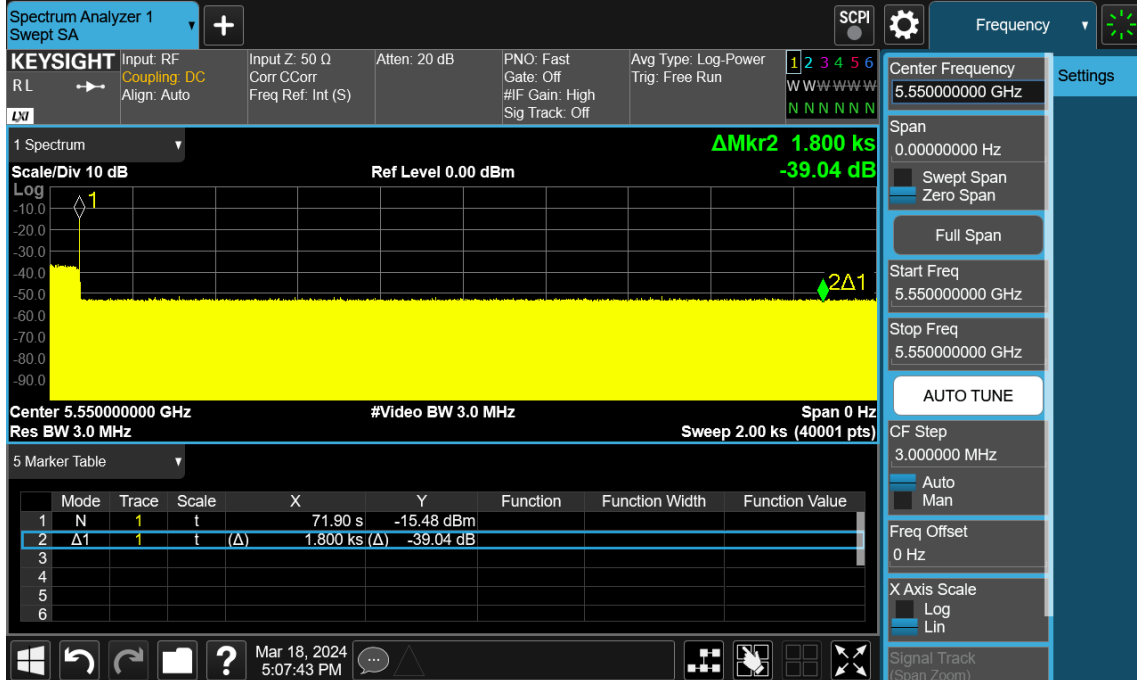 Spectrum Analyzer 1
Swept SA
+
SCPI
Frequency
KEYSIGHT
RL
LXI
Input: RF
Coupling: DC
Align: Auto
Input Z: 50 Ω
Corr CCorr
Freq Ref: Int (S)
Atten: 20 dB
PNO: Fast
Gate: Off
#IF Gain: High
Sig Track: Off
Avg Type: Log-Power
Trig: Free Run
1 2 3 4 5 6
W W W W W W
N N N N N N
1 Spectrum
ΔMkr2 1.800 ks
-39.04 dB
Scale/Div 10 dB
Ref Level 0.00 dBm
Log
1
-10.0
-20.0
-30.0
-40.0
-50.0
-60.0
-70.0
-80.0
-90.0
2Δ1
Center 5.550000000 GHz
#Video BW 3.0 MHz
Span 0 Hz
Res BW 3.0 MHz
Sweep 2.00 ks (40001 pts)
5 Marker Table
Mode Trace Scale X Y Function Function Width Function Value
1 N 1 t 71.90 s -15.48 dBm
2 Δ1 1 t (Δ) 1.800 ks (Δ) -39.04 dB
3
4
5
6
?
Mar 18, 2024
5:07:43 PM
Center Frequency
5.550000000 GHz
Settings
Span
0.00000000 Hz
Swept Span
Zero Span
Full Span
Start Freq
5.550000000 GHz
Stop Freq
5.550000000 GHz
AUTO TUNE
CF Step
3.000000 MHz
Auto
Man
Freq Offset
0 Hz
X Axis Scale
Log
Lin
Signal Track
(Span Zoom)